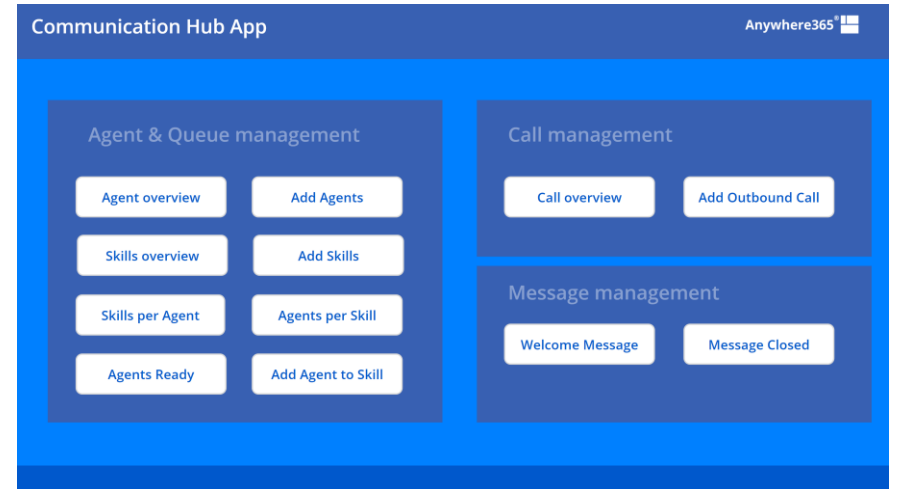 Communication Hub App
Anywhere365®
Agent & Queue management
Agent overview
Add Agents
Skills overview
Add Skills
Skills per Agent
Agents per Skill
Agents Ready
Add Agent to Skill
Call management
Call overview
Add Outbound Call
Message management
Welcome Message
Message Closed